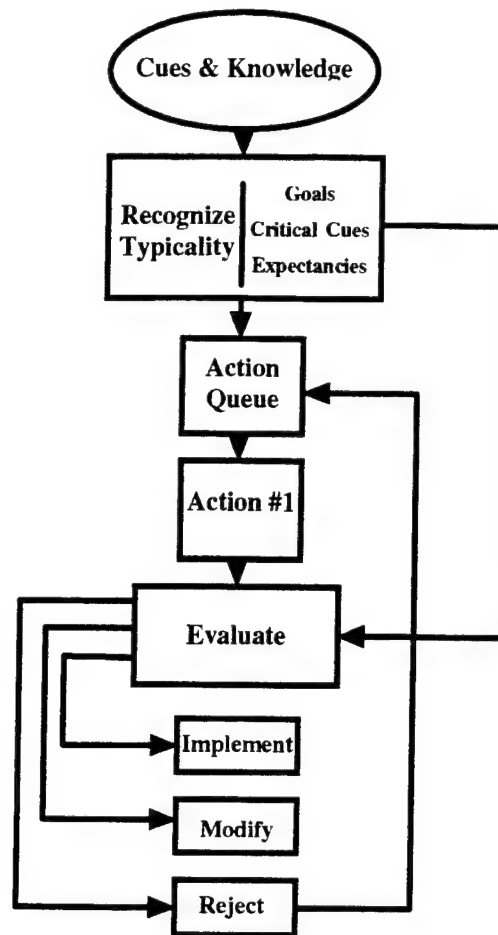 Cues & Knowledge
Recognize
Typicality
Goals
Critical Cues
Expectancies
Action
Queue
Action #1
Evaluate
Implement
Modify
Reject